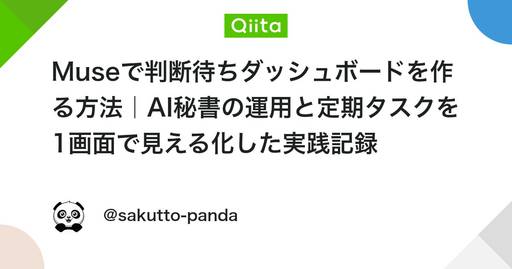 Qiita
Museで判断待ちダッシュボードを作
る方法｜AI秘書の運用と定期タスクを
1画面で見える化した実践記録
@sakutto-panda